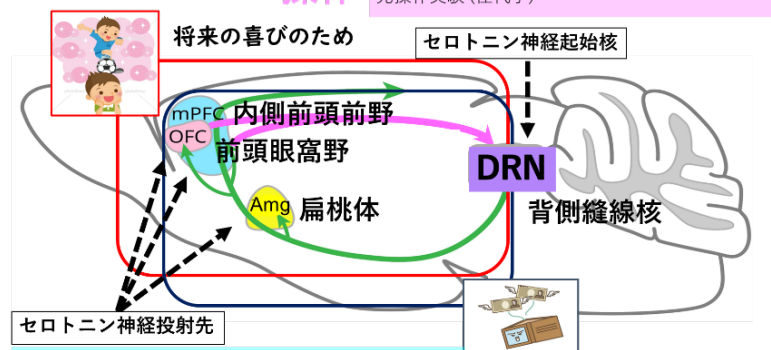 将来の喜びのため
セロトニン神経起始核
mPFC 内側前頭前野
OFC
前頭眼窩野
DRN
Amg 扁桃体
背側縫線核
セロトニン神経投射先